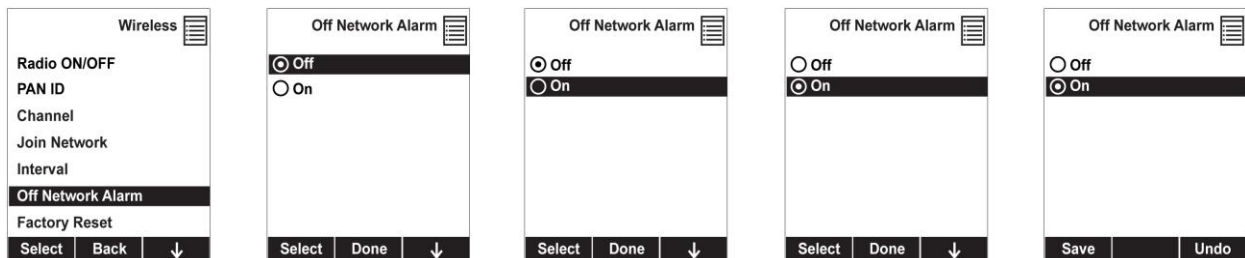 Wireless
Radio ON/OFF
PAN ID
Channel
Join Network
Interval
Off Network Alarm
Factory Reset
Select Back ↓
Off Network Alarm
Off
On
Select Done ↓
Off Network Alarm
Off
On
Select Done ↓
Off Network Alarm
Off
On
Select Done ↓
Off Network Alarm
Off
On
Save Undo